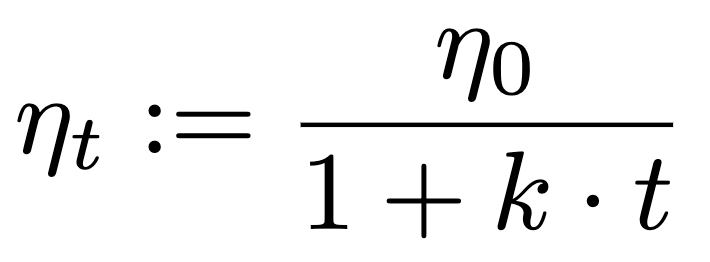 η_t := η_0 / (1 + k · t)